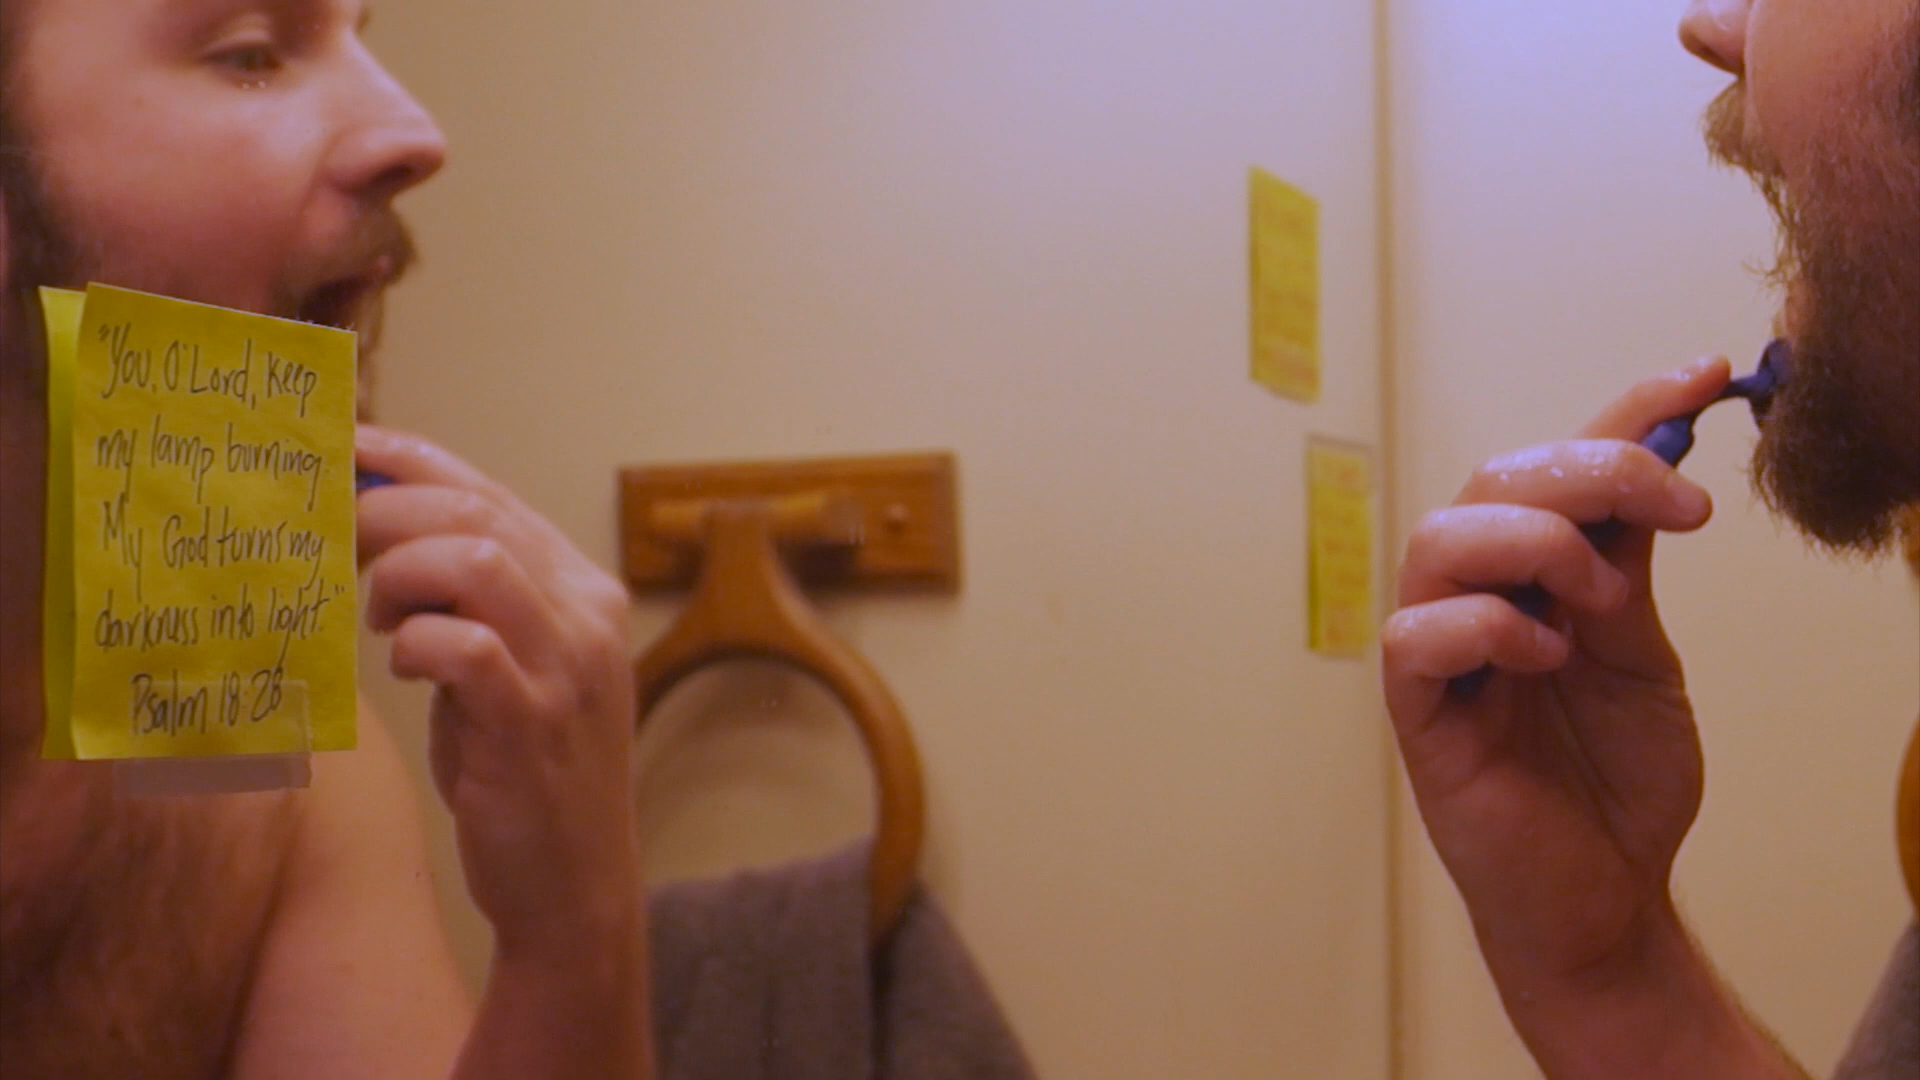 "You, O Lord, keep
my lamp burning.
My God turns my
darkness into light."
Psalm 18:28